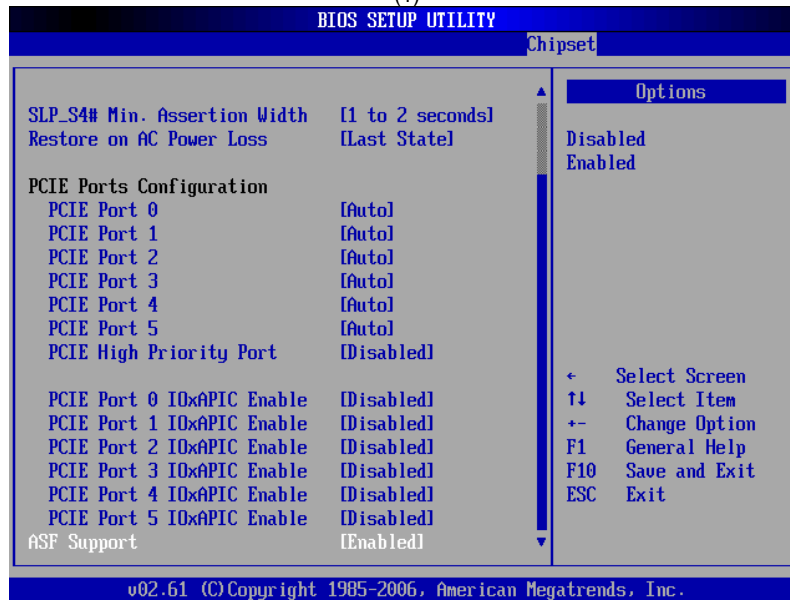 BIOS SETUP UTILITY
Chipset
SLP_S4# Min. Assertion Width [1 to 2 seconds]
Restore on AC Power Loss [Last State]
PCIE Ports Configuration
PCIE Port 0 [Auto]
PCIE Port 1 [Auto]
PCIE Port 2 [Auto]
PCIE Port 3 [Auto]
PCIE Port 4 [Auto]
PCIE Port 5 [Auto]
PCIE High Priority Port [Disabled]
PCIE Port 0 IOxAPIC Enable [Disabled]
PCIE Port 1 IOxAPIC Enable [Disabled]
PCIE Port 2 IOxAPIC Enable [Disabled]
PCIE Port 3 IOxAPIC Enable [Disabled]
PCIE Port 4 IOxAPIC Enable [Disabled]
PCIE Port 5 IOxAPIC Enable [Disabled]
ASF Support [Enabled]
Options
Disabled
Enabled
← Select Screen
↑↓ Select Item
+- Change Option
F1 General Help
F10 Save and Exit
ESC Exit
v02.61 (C)Copyright 1985-2006, American Megatrends, Inc.